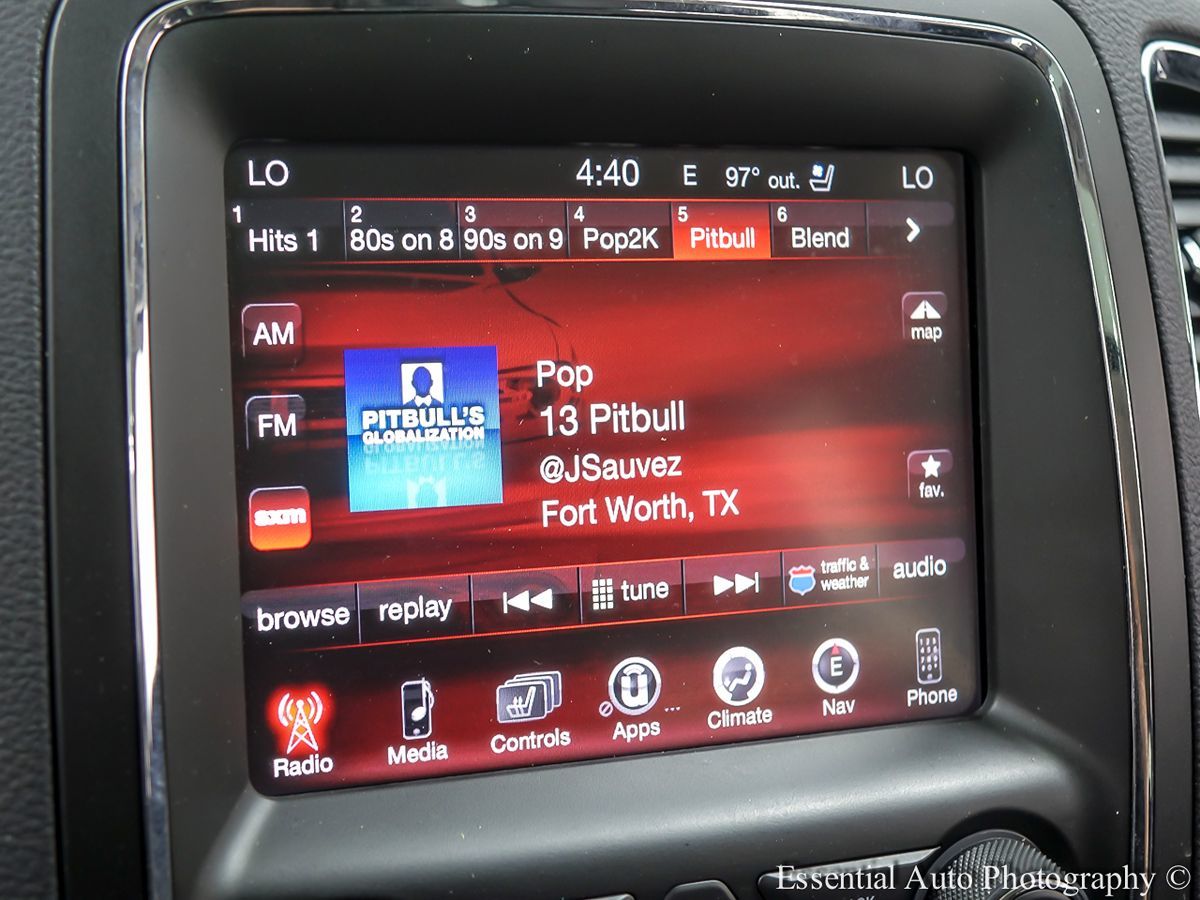 LO 4:40 E 97° out. LO
1 2 3 4 5 6
Hits 1 80s on 8 90s on 9 Pop2K Pitbull Blend
AM
map
Pop
PITBULL'S
GLOBALIZATION
13 Pitbull
FM
@JSauvez
fav.
sxm
Fort Worth, TX
browse replay tune traffic &
weather audio
Radio Media Controls Apps Climate E Nav Phone
Essential Auto Photography ©